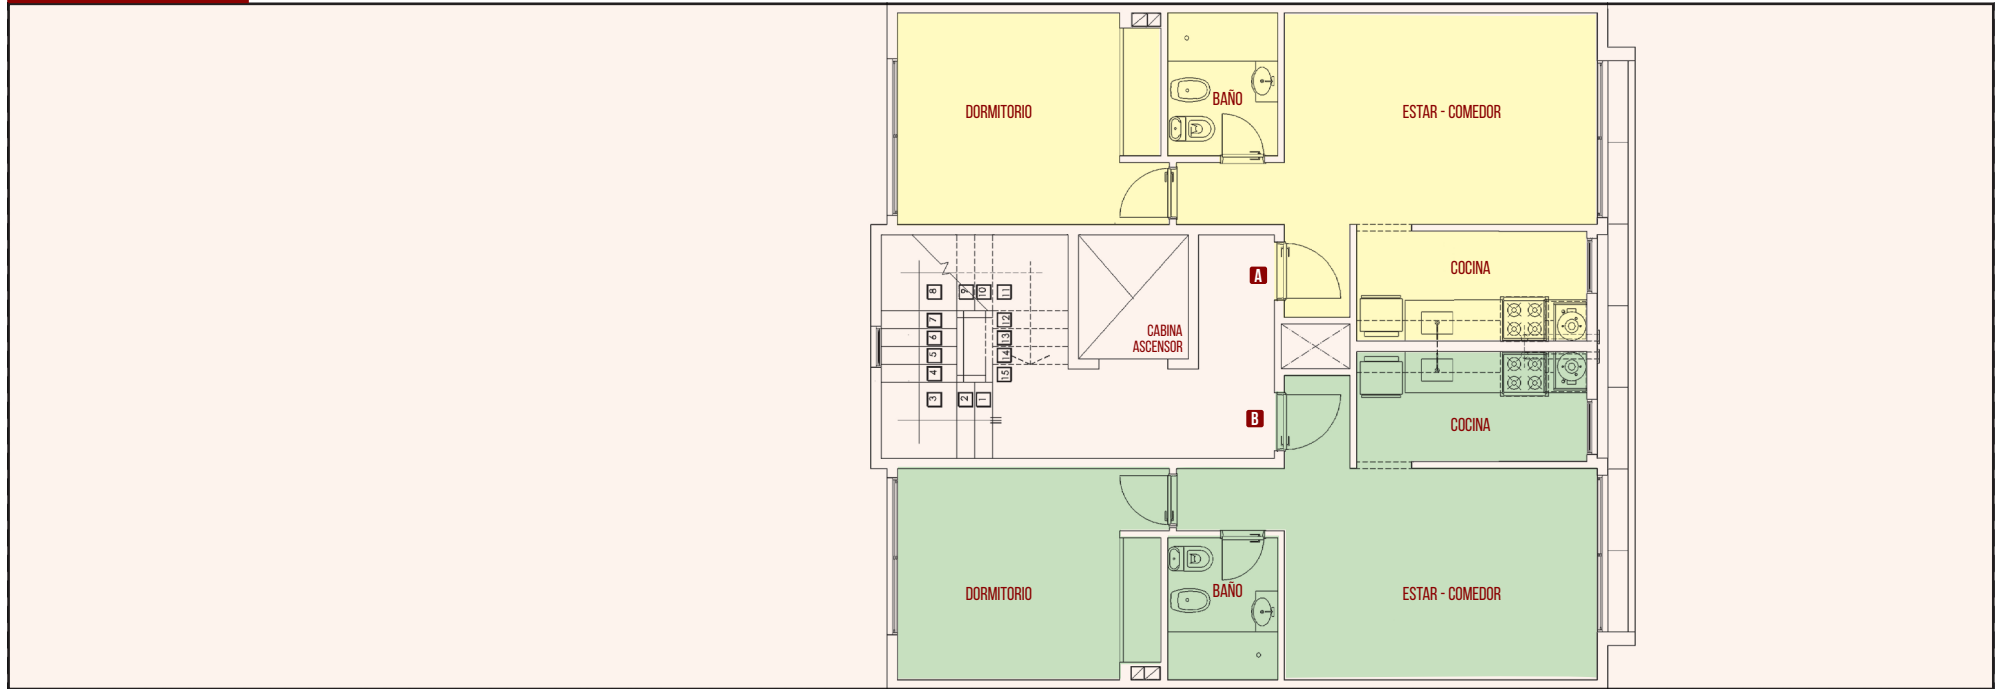 DORMITORIO
BAÑO
ESTAR - COMEDOR
A
COCINA
8
9
10
11
7
12
6
13
5
14
4
15
3
2
1
CABINA
ASCENSOR
B
COCINA
DORMITORIO
BAÑO
ESTAR - COMEDOR